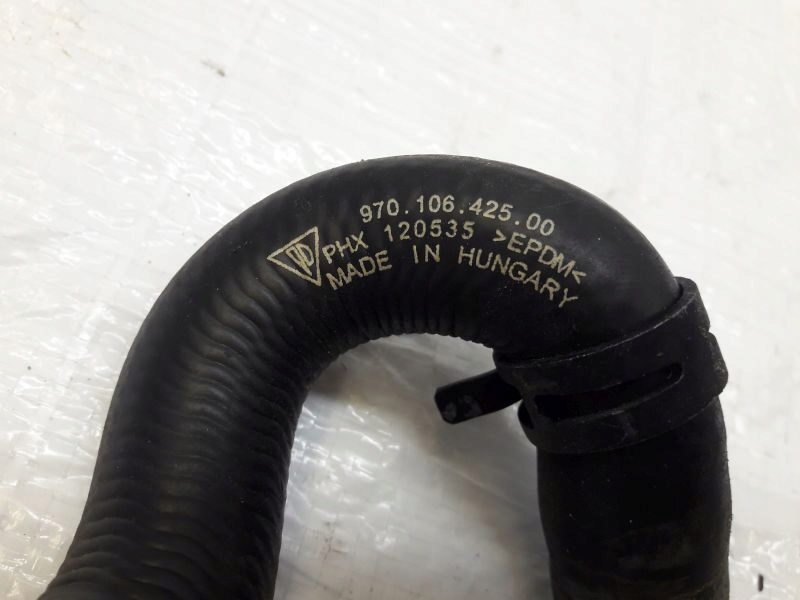 970.106.425.00
PHX 120535 >EPDM<
MADE IN HUNGARY